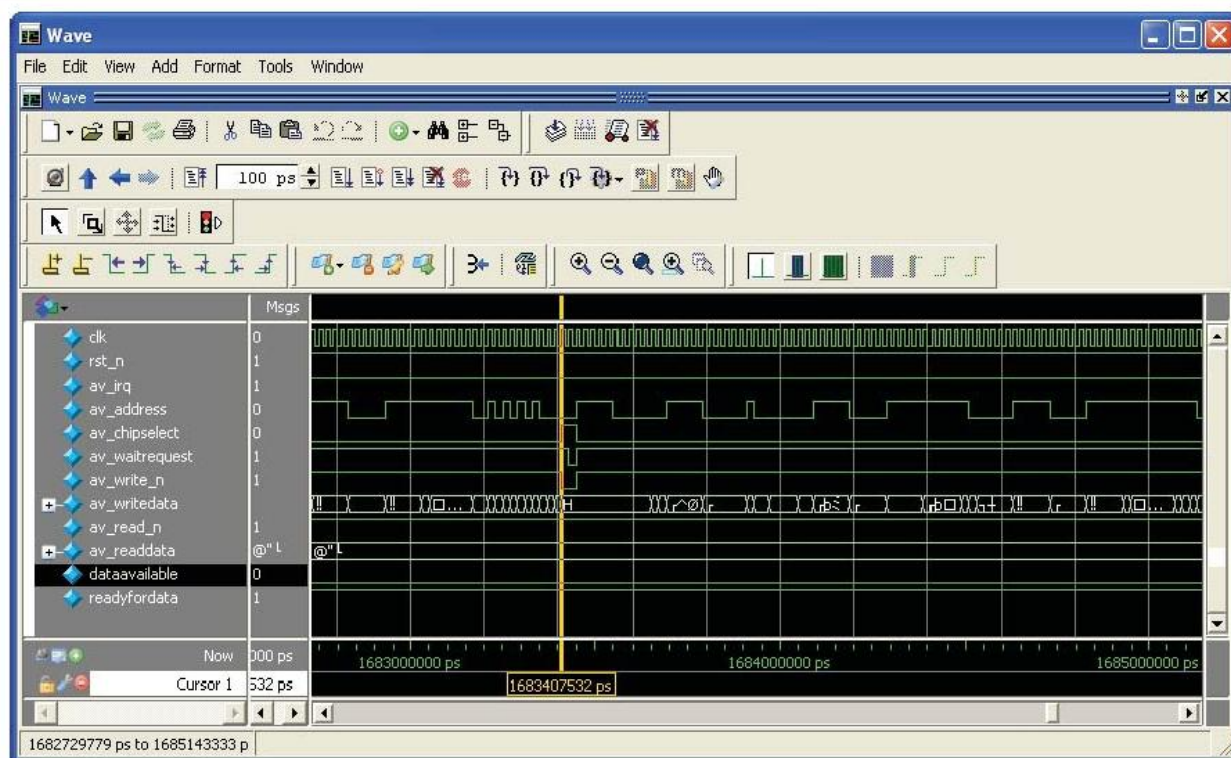 Wave
File Edit View Add Format Tools Window
Wave
100 ps
Msgs
clk 0
rst_n 1
av_irq 1
av_address 0
av_chipselect 0
av_waitrequest 1
av_write_n 1
av_writedata H
av_read_n 1
av_readdata @"└ @"└
dataavailable 0
readyfordata 1
Now 000 ps 1683000000 ps 1684000000 ps 1685000000 ps
Cursor 1 532 ps 1683407532 ps
1682729779 ps to 1685143333 p